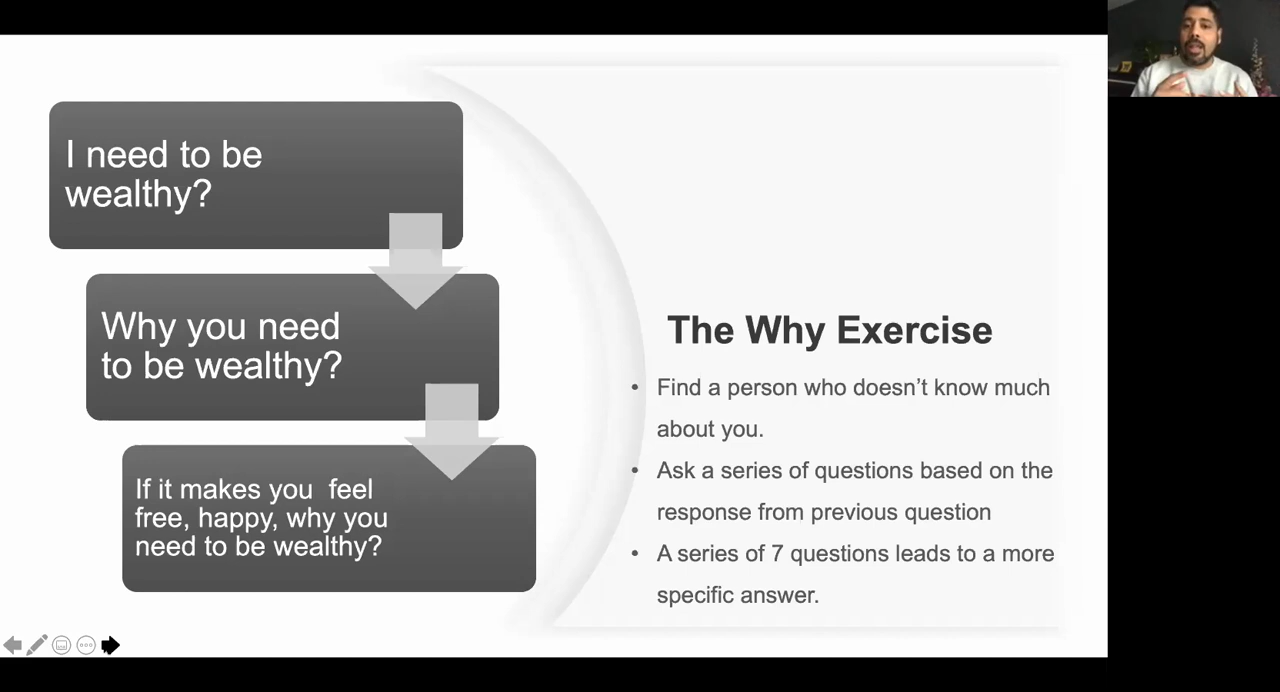 I need to be
wealthy?
Why you need
to be wealthy?
If it makes you  feel
free, happy, why you
need to be wealthy?
The Why Exercise
• Find a person who doesn’t know much
about you.
• Ask a series of questions based on the
response from previous question
• A series of 7 questions leads to a more
specific answer.